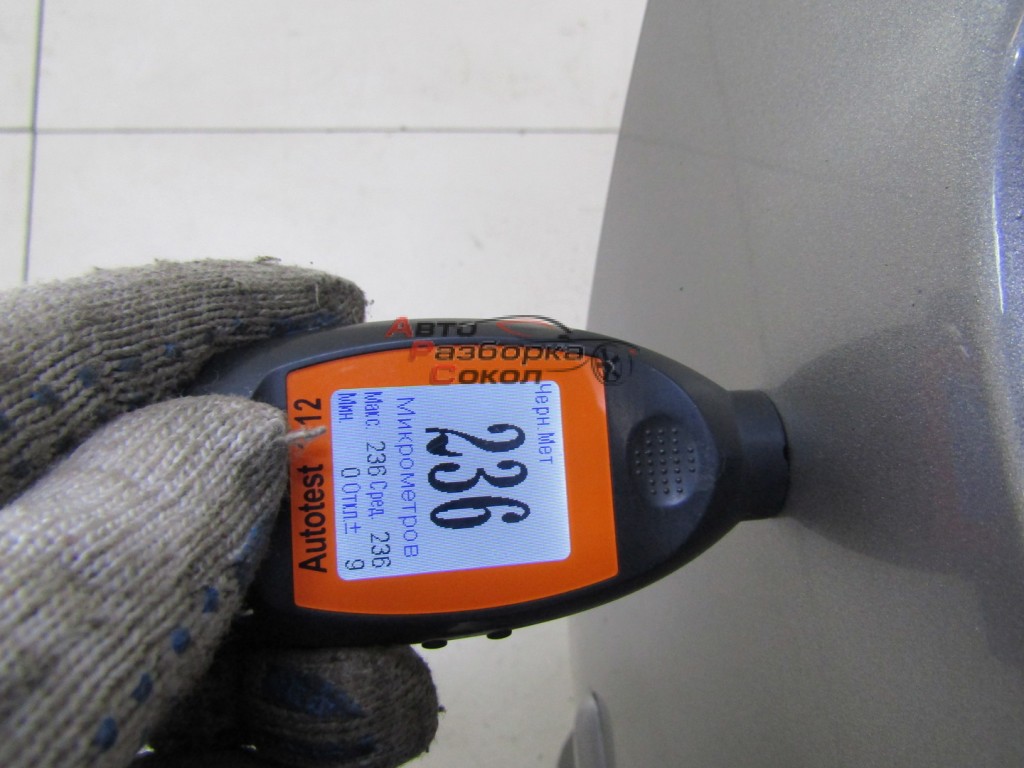 Авто
Разборка
Сокол
Черн.Мет
236
Микрометров
Макс. 236 Сред. 236
Мин. 0 Откл.± 9
Autotest 12